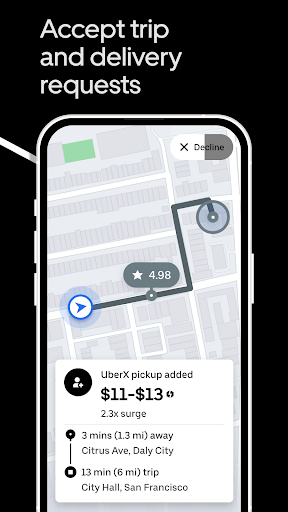 Accept trip
and delivery
requests
Decline
4.98
UberX pickup added
$11-$13
2.3x surge
3 mins (1.3 mi) away
Citrus Ave, Daly City
13 min (6 mi) trip
City Hall, San Francisco